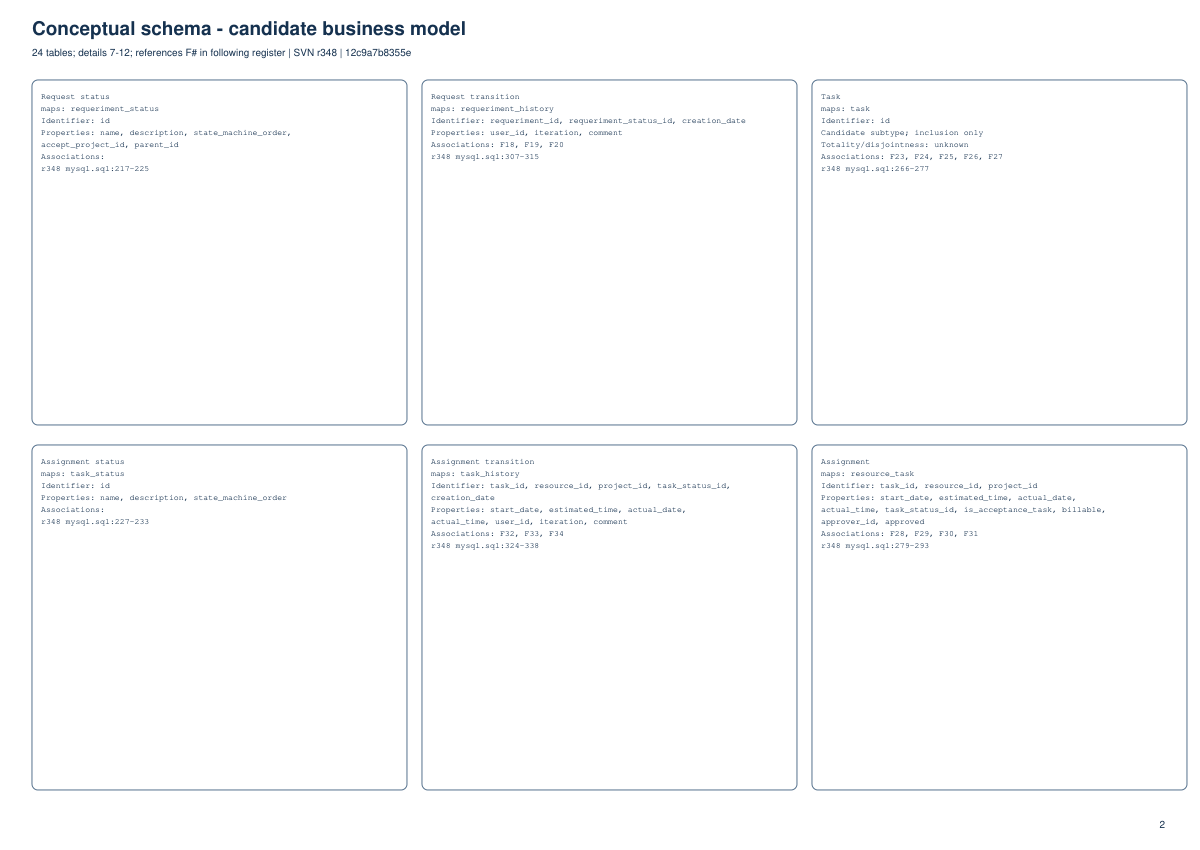 Conceptual schema - candidate business model
24 tables; details 7-12; references F# in following register | SVN r348 | 12c9a7b8355e
Request status
maps: requeriment_status
Identifier: id
Properties: name, description, state_machine_order,
accept_project_id, parent_id
Associations:
r348 mysql.sql:217-225
Request transition
maps: requeriment_history
Identifier: requeriment_id, requeriment_status_id, creation_date
Properties: user_id, iteration, comment
Associations: F18, F19, F20
r348 mysql.sql:307-315
Task
maps: task
Identifier: id
Candidate subtype; inclusion only
Totality/disjointness: unknown
Associations: F23, F24, F25, F26, F27
r348 mysql.sql:266-277
Assignment status
maps: task_status
Identifier: id
Properties: name, description, state_machine_order
Associations:
r348 mysql.sql:227-233
Assignment transition
maps: task_history
Identifier: task_id, resource_id, project_id, task_status_id,
creation_date
Properties: start_date, estimated_time, actual_date,
actual_time, user_id, iteration, comment
Associations: F32, F33, F34
r348 mysql.sql:324-338
Assignment
maps: resource_task
Identifier: task_id, resource_id, project_id
Properties: start_date, estimated_time, actual_date,
actual_time, task_status_id, is_acceptance_task, billable,
approver_id, approved
Associations: F28, F29, F30, F31
r348 mysql.sql:279-293
2